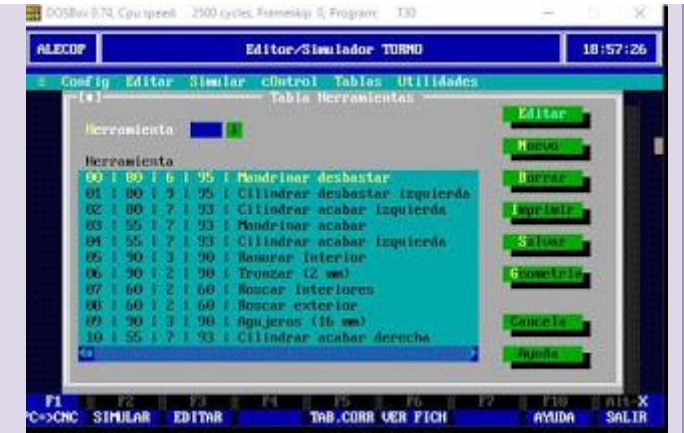 DOSBox 0.74, Cpu speed: 2500 cycles, Frameskip 0, Program: T30
ALECOP
Editor/Simulador TORNO
18:57:26
≡ Config Editar Simular cOntrol Tablas Utilidades
Tabla Herramientas
Herramienta
Herramienta
00 | 80 | 6 | 95 | Mandrinar desbastar
01 | 80 | 9 | 95 | Cilindrar desbastar izquierda
02 | 80 | 7 | 93 | Cilindrar acabar izquierda
03 | 55 | 7 | 93 | Mandrinar acabar
04 | 55 | 7 | 93 | Cilindrar acabar izquierda
05 | 90 | 3 | 90 | Ranurar Interior
06 | 90 | 2 | 90 | Tronzar (2 mm)
07 | 60 | 2 | 60 | Roscar Interiores
08 | 60 | 2 | 60 | Roscar exterior
09 | 90 | 3 | 90 | Agujeros (16 mm)
10 | 55 | 7 | 93 | Cilindrar acabar derecha
Editar
Nuevo
Borrar
Imprimir
Salvar
Geometria
Cancela
Ayuda
F1 F2 F3 F4 F5 F6 F7 F10 Alt-X
PC=>CNC SIMULAR EDITAR TAB.CORR VER FICH AYUDA SALIR